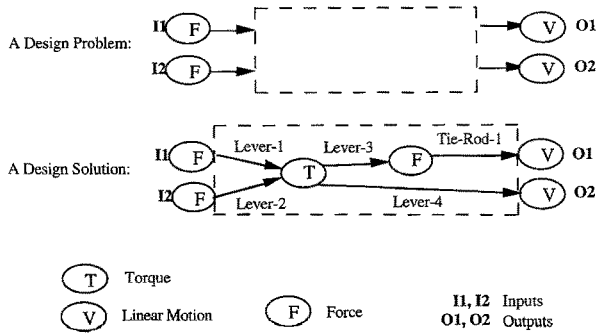 I1 F V O1
A Design Problem:
I2 F V O2
Lever-1 Lever-3 Tie-Rod-1
I1 F F V O1
A Design Solution: T
I2 F V O2
Lever-2 Lever-4
T Torque
V Linear Motion F Force I1, I2 Inputs
O1, O2 Outputs